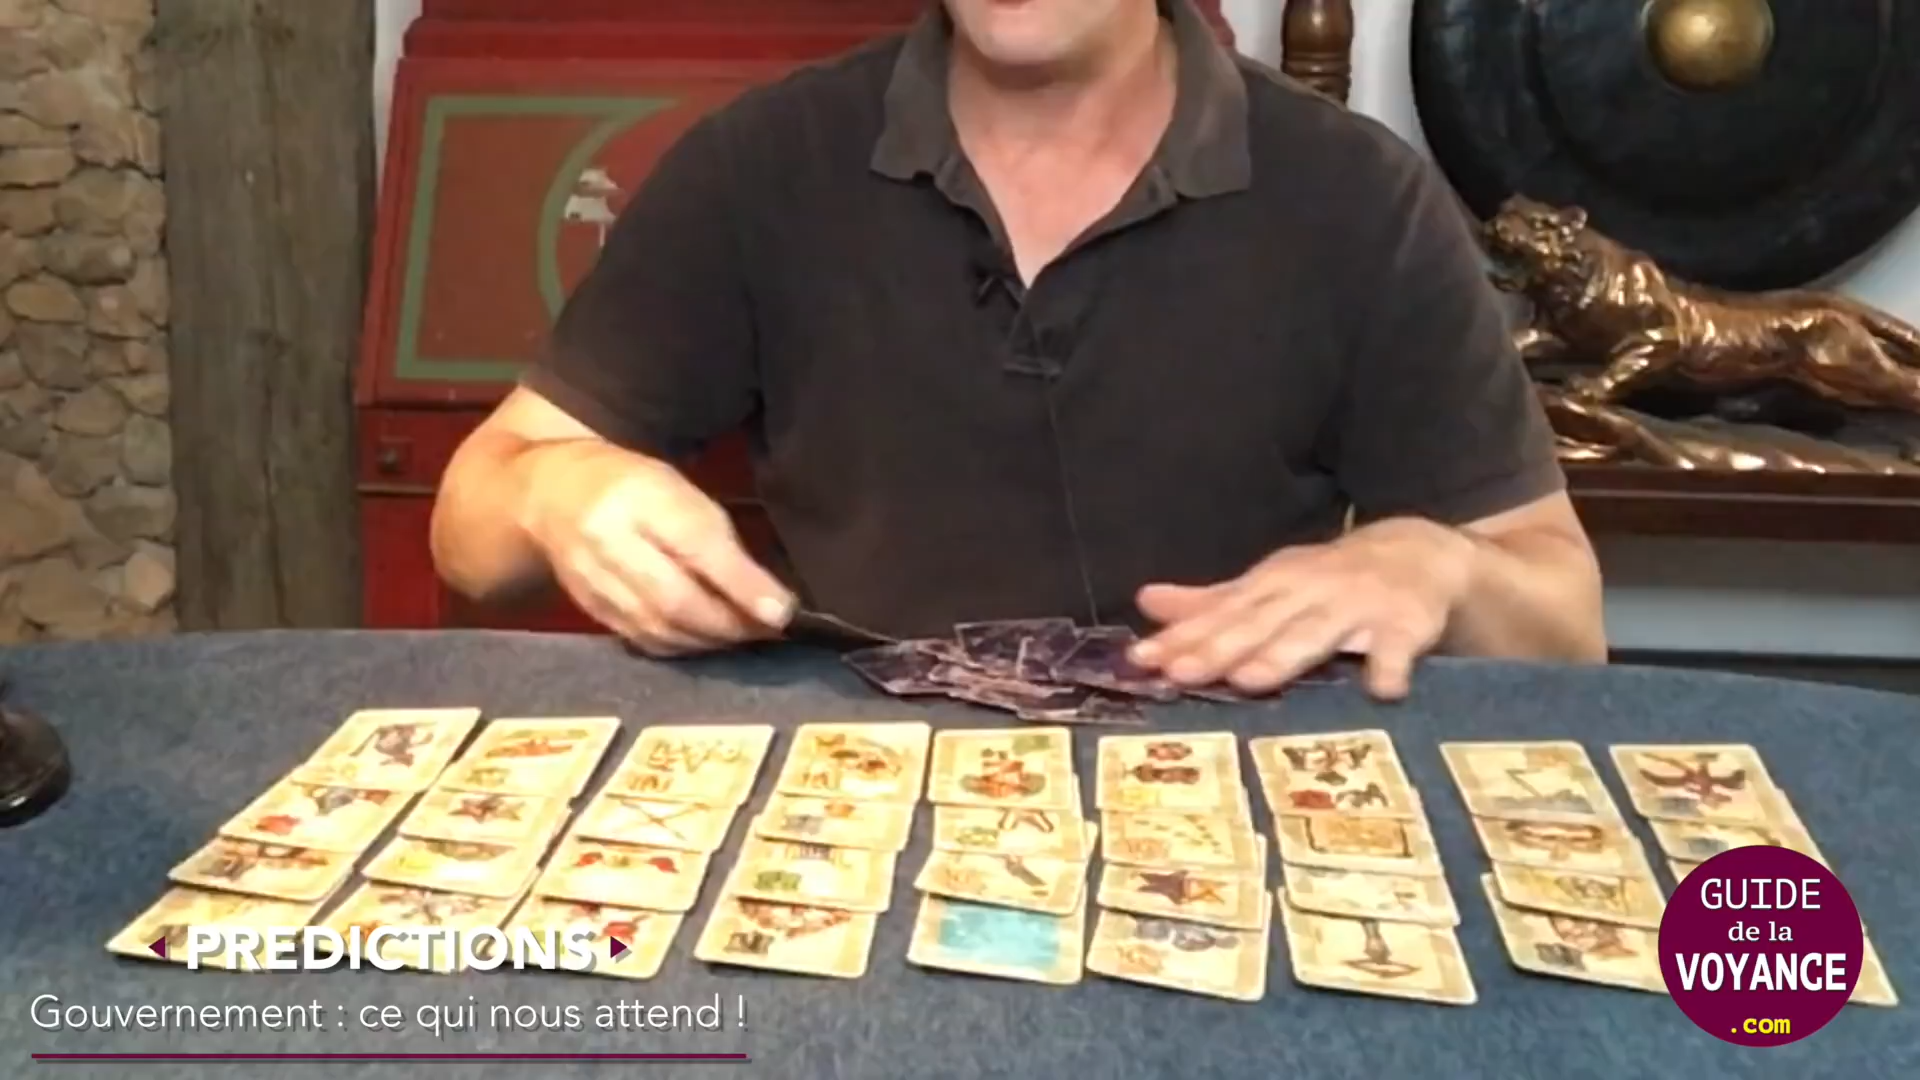 PREDICTIONS
Gouvernement : ce qui nous attend !
GUIDE
de la
VOYANCE
.com